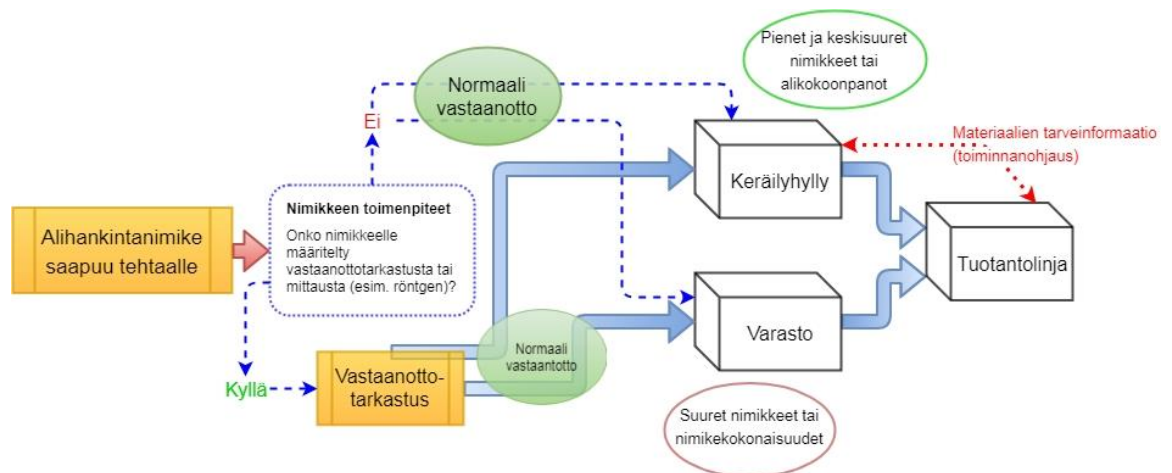 Pienet ja keskisuuret
nimikkeet tai
alikokoonpanot
Normaali
vastaanotto
Ei
Materiaalien tarveinformaatio
(toiminnanohjaus)
Keräilyhylly
Nimikkeen toimenpiteet
Onko nimikkeelle
määritelty
vastaanottotarkastusta tai
mittausta (esim. röntgen)?
Alihankintanimike
saapuu tehtaalle
Tuotantolinja
Varasto
Normaali
vastaantotto
Kyllä
Vastaanotto-
tarkastus
Suuret nimikkeet tai
nimikekokonaisuudet